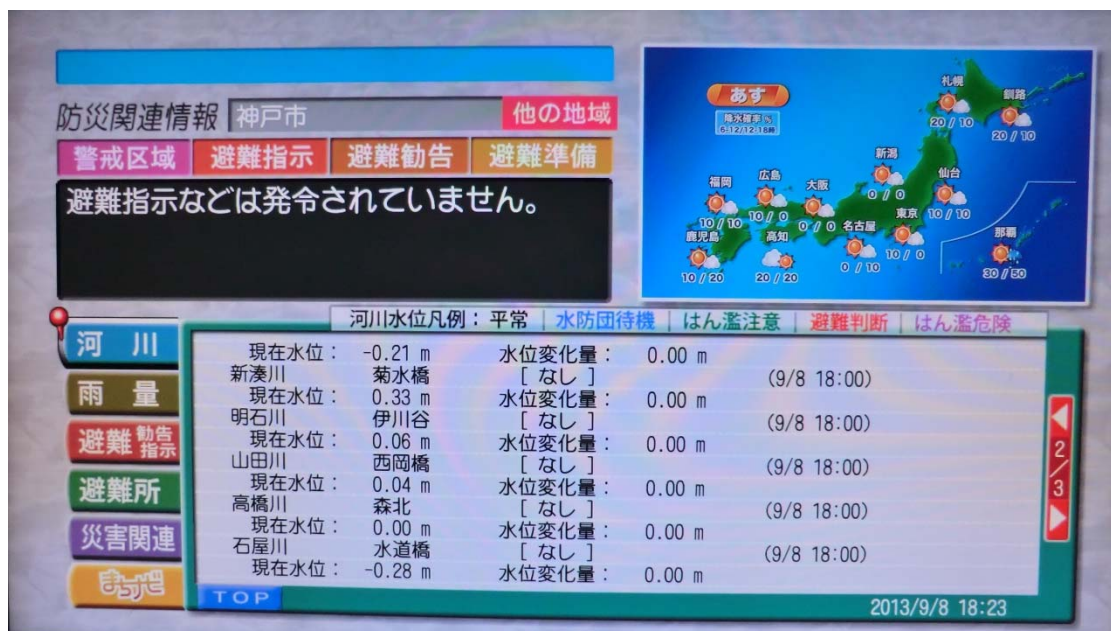 防災関連情報 神戸市 他の地域
警戒区域 避難指示 避難勧告 避難準備
避難指示などは発令されていません。
あす
降水確率%
6-12/12-18時
札幌
20 / 10
釧路
20 / 10
新潟
0 / 0
仙台
10 / 10
福岡
10 / 10
広島
10 / 0
大阪
0 / 0
名古屋
0 / 10
東京
10 / 0
鹿児島
10 / 20
高知
20 / 20
那覇
30 / 50
河川水位凡例：平常 水防団待機 はん濫注意 避難判断 はん濫危険
河 川
雨 量
避難 勧告 指示
避難所
災害関連
まちナビ
現在水位： -0.21 m 水位変化量： 0.00 m
新湊川 菊水橋 [ なし ] (9/8 18:00)
現在水位： 0.33 m 水位変化量： 0.00 m
明石川 伊川谷 [ なし ] (9/8 18:00)
現在水位： 0.06 m 水位変化量： 0.00 m
山田川 西岡橋 [ なし ] (9/8 18:00)
現在水位： 0.04 m 水位変化量： 0.00 m
高橋川 森北 [ なし ] (9/8 18:00)
現在水位： 0.00 m 水位変化量： 0.00 m
石屋川 水道橋 [ なし ] (9/8 18:00)
現在水位： -0.28 m 水位変化量： 0.00 m
2/3
TOP
2013/9/8 18:23